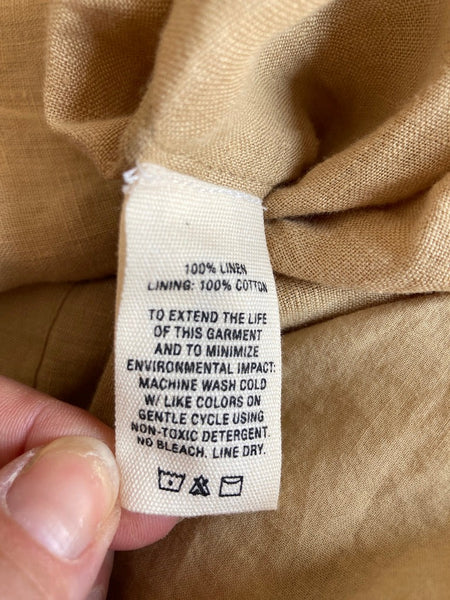 100% LINEN
LINING: 100% COTTON
TO EXTEND THE LIFE
OF THIS GARMENT
AND TO MINIMIZE
ENVIRONMENTAL IMPACT:
MACHINE WASH COLD
W/ LIKE COLORS ON
GENTLE CYCLE USING
NON-TOXIC DETERGENT.
NO BLEACH. LINE DRY.